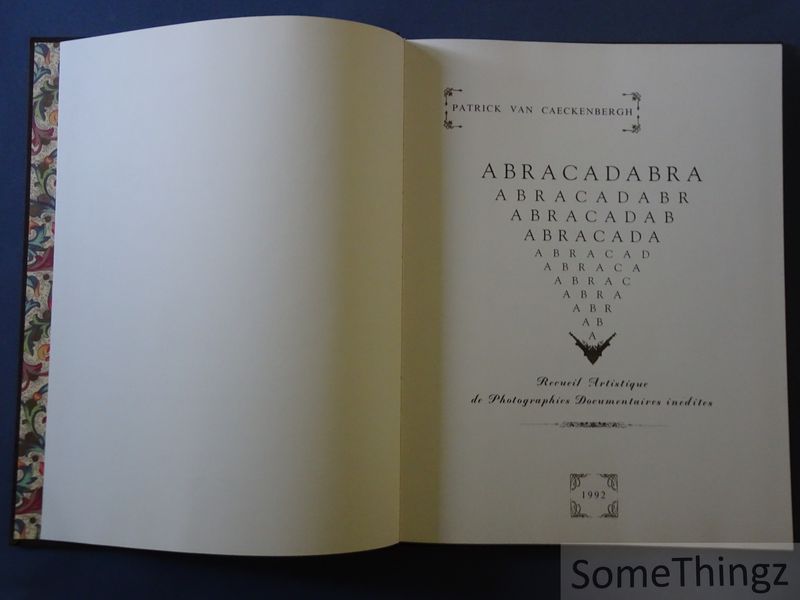 PATRICK VAN CAECKENBERGH
ABRACADABRA
ABRACADABR
ABRACADAB
ABRACADA
ABRACAD
ABRACA
ABRAC
ABRA
ABR
AB
A
Recueil Artistique
de Photographies Documentaires inedites
1992
SomeThingz